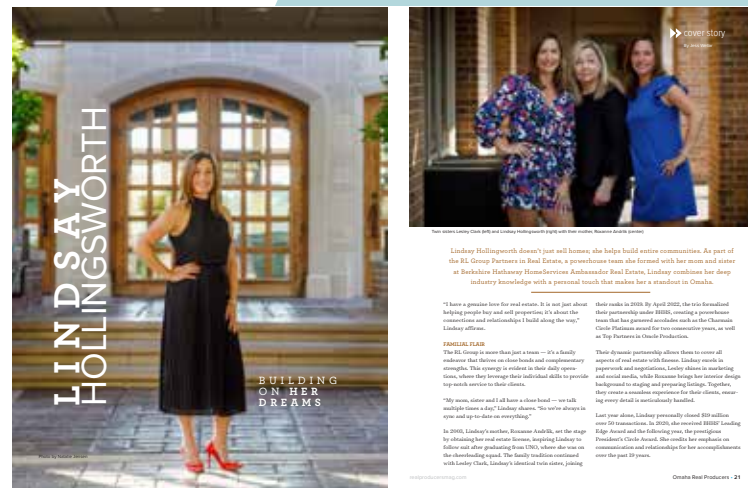 LINDSAY
HOLLINGSWORTH
BUILDING
ON HER
DREAMS
cover story
Twin sisters Lesley Clark (left) and Lindsay Hollingsworth (right) with their mother, Roxanne Andrlik (center).
Lindsay Hollingworth doesn't just sell homes, she helps build entire communities. As part of
the RL Group Partners in Real Estate, a powerhouse team she formed with her mom and sister
at Berkshire Hathaway HomeServices Ambassador Real Estate, Lindsay combines her deep
industry knowledge with a personal touch that makes her a standout in Omaha.
"I have a genuine love for real estate. It is not just about
helping people buy and sell properties; it's about the
connections and relationships I build along the way,"
Lindsay affirms.
FAMILIAL FLAIR
The RL Group is more than just a team — it's a family
endeavor that thrives on close bonds and complementary
strengths. This synergy is evident in their daily opera-
tions, where they leverage their individual skills to provide
top-notch service to their clients.
"My mom, sister and I all have a close bond — we talk
multiple times a day," Lindsay shares. "So we're always in
sync and up-to-date on everything."
In 2005, Lindsay's mother, Roxanne Andrlik, set the stage
by obtaining her real estate license, inspiring Lindsay to
follow suit after graduating from UNO, where she was on
the cheerleading squad. The family tradition continued
with Lesley Clark, Lindsay's identical twin sister, joining
their ranks in 2019. By April 2022, the trio formalized
their partnership under BHHS, creating a powerhouse
team that has garnered accolades such as the Chairman
Circle Platinum award for two consecutive years, as well
as Top Partners in Omacle Production.
Their dynamic partnership allows them to cover all
aspects of real estate with finesse. Lindsay excels in
paperwork and negotiations, Lesley shines in marketing
and social media, while Roxanne brings her interior design
background to staging and preparing listings. Together,
they create a seamless experience for their clients, ensur-
ing every detail is meticulously handled.
Last year alone, Lindsay personally closed $19 million
over 50 transactions. In 2020, she received BHHS' Leading
Edge Award and the following year, the prestigious
President's Circle Award. She credits her emphasis on
communication and relationships for her accomplishments
over the past 19 years.
realproducersmag.com
Omaha Real Producers • 21